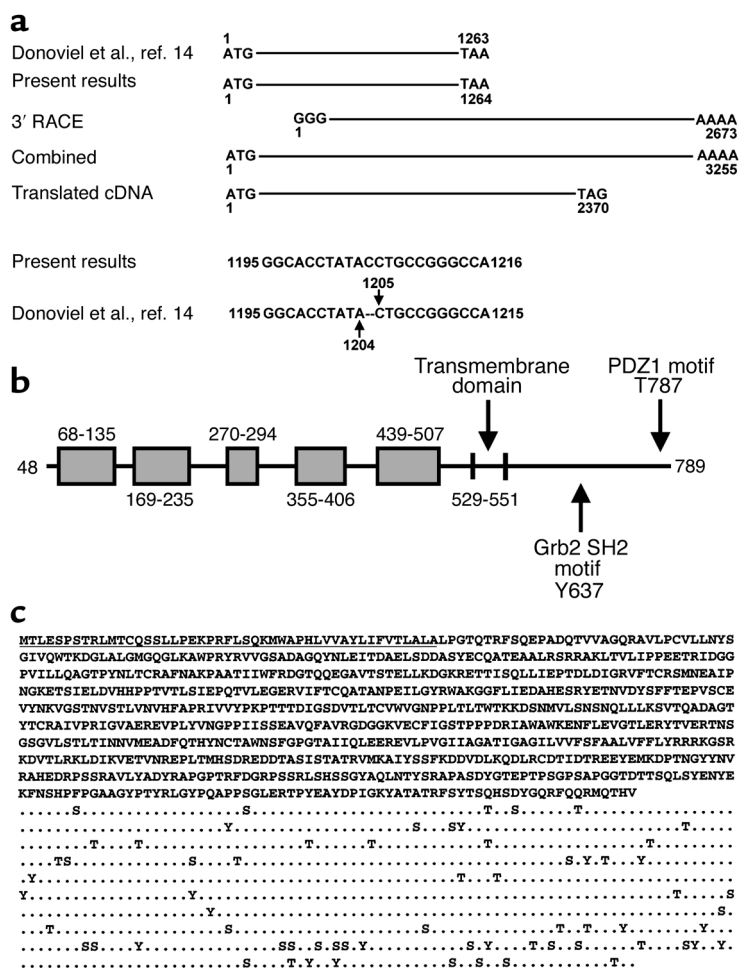 a
1 1263
Donoviel et al., ref. 14 ATG TAA
Present results ATG TAA
1 1264
3′ RACE GGG AAAA
1 2673
Combined ATG AAAA
1 3255
Translated cDNA ATG TAG
1 2370
Present results 1195 GGCACCTATACCTGCCGGGCCA 1216
1205
Donoviel et al., ref. 14 1195 GGCACCTATA--CTGCCGGGCCA 1215
1204
b
Transmembrane domain
PDZ1 motif T787
68-135 270-294 439-507
48 789
169-235 355-406 529-551
Grb2 SH2 motif Y637
c
MTLESPSTRLMTCQSSLLPEKPRFLSQKMWAPHLVVAYLIFVTLALALPGTQTRFSQEPADQTVVAGQRAVLPCVLLNYS
GIVQWTKDGLALGMGQGLKAWPRYRVVGSADAGQYNLEITDAELSDDASYECQATEAALRSRRAKLTVLIPPEETRIDGG
PVILLQAGTPYNLTCRAFNAKPAATIIWFRDGTQQEGAVTSTELLKDGKRETTISQLLIEPTDLDIGRVFTCRSMNEAIP
NGKETSIELDVHHPPTVTLSIEPQTVLEGERVIFTCQATANPEILGYRWAKGGFLIEDAHESRYETNVDYSFFTEPVSCE
VYNKVGSTNVSTLVNVHFAPRIVVYPKPTTTDIGSDVTLTCVWVGNPPLTLTWTKKDSNMVLSNSNQLLLKSVTQADAGT
YTCRAIVPRIGVAEREVPLYVNGPPIISSEAVQFAVRGDGGKVECFIGSTPPPDRIAWAWKENFLEVGTLERYTVERTNS
GSGVLSTLTINNVMEADFQTHYNCTAWNSFGPGTAIIQLEEREVLPVGIIAGATIGAGILVVFSFAALVFFLYRRRKGSR
KDVTLRKLDIKVETVNREPLTMHSDREDDTASISTATRVMKAIYSSFKDDVDLKQDLRCDTIDTREEYEMKDPTNGYYNV
RAHEDRPSSRAVLYADYRAPGPTRFDGRPSSRLSHSSGYAQLNTYSRAPASDYGTEPTPSGPSAPGGTDTTSQLSYENYE
KFNSHPFPGAAGYPTYRLGYPQAPPSGLERTPYEAYDPIGKYATATRFSYTSQHSDYGQRFQQRMQTHV
......S..................S..........................T..S......T.................
.......................Y....................S...SY........................T.....
........T....T..................T......T............T.................T.........
....TS.............S....T....................................S.Y.T...Y..........
.Y...............................................T...T..........................
Y..................Y.....................................................T.....S
.....................Y........................................................S.
...T...................S.....................S..............T..T...Y........Y...
.......SS....Y...............SS..S.SS.Y...........S.Y....T.S..S......T....SY..Y.
.........................S....T.Y..Y............S..S..S...........T..